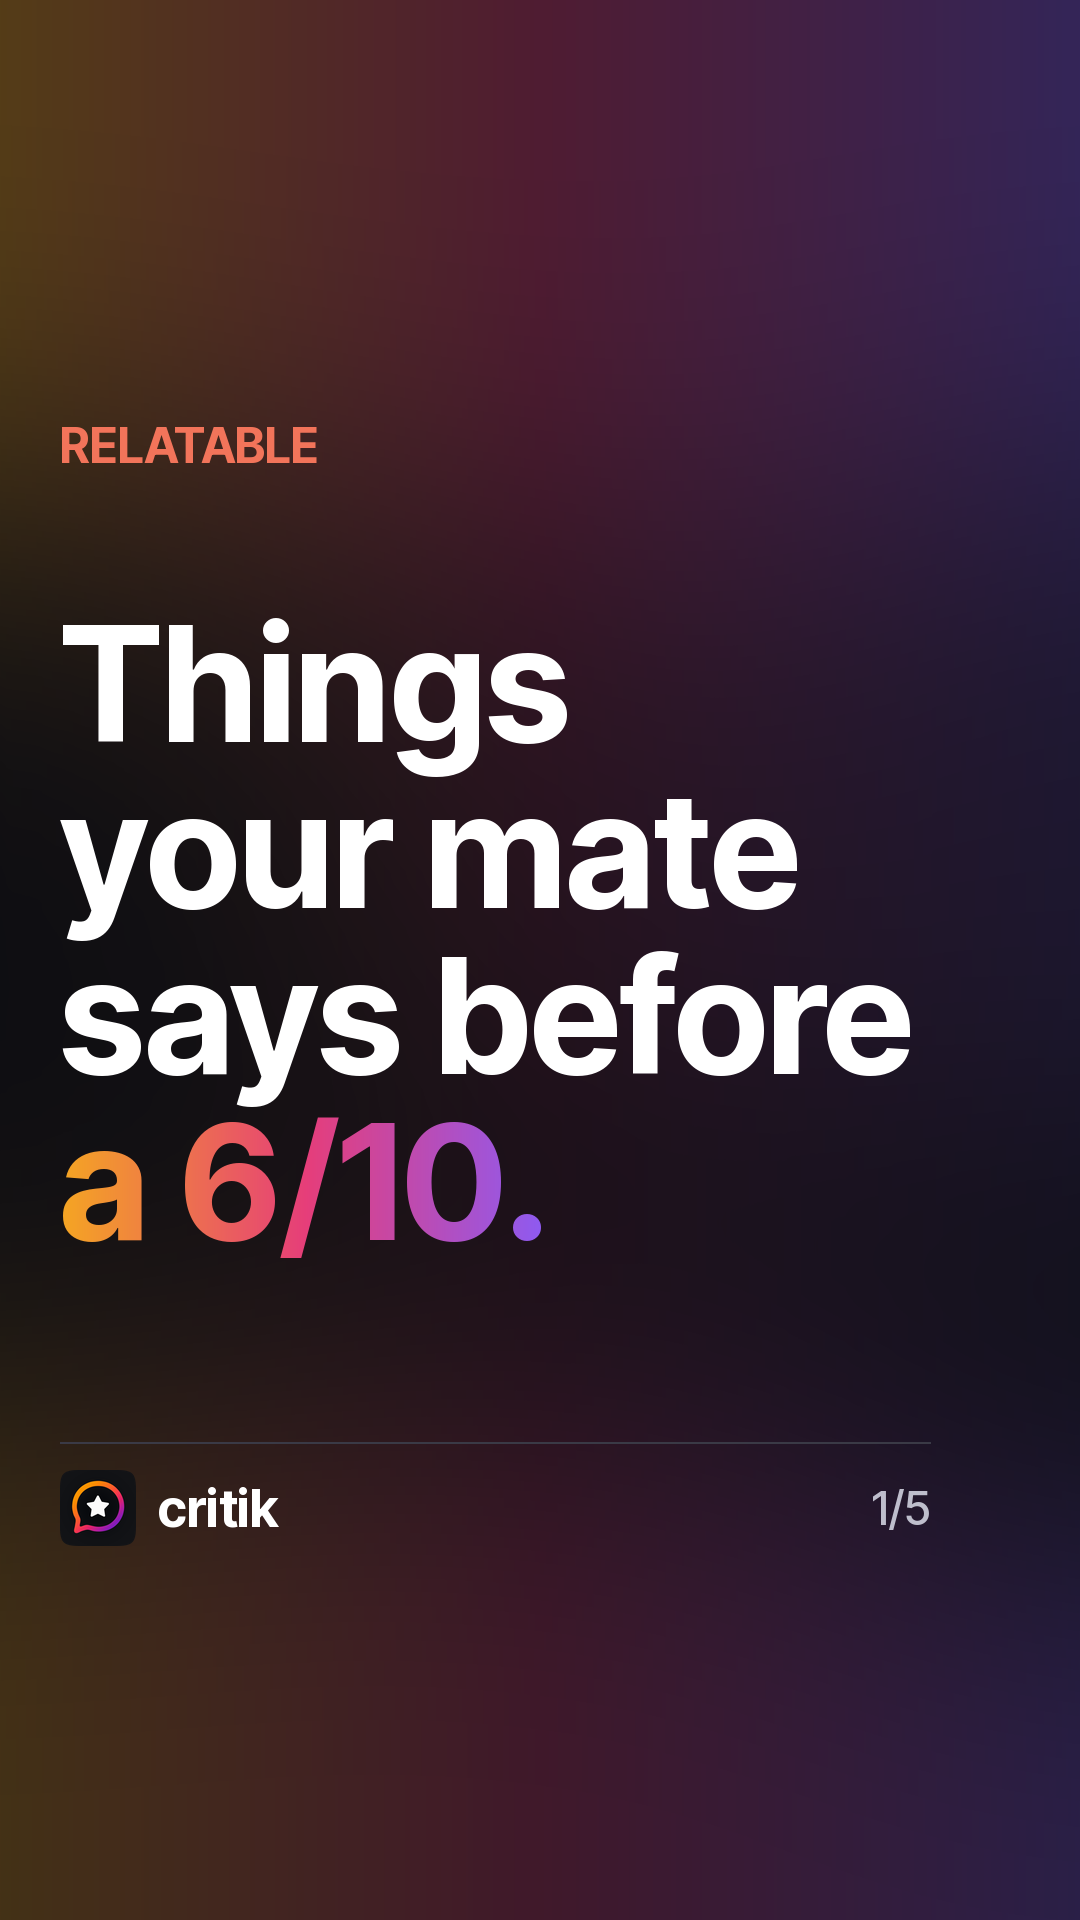 RELATABLE
Things
your mate
says before
a 6/10.
critik
1/5